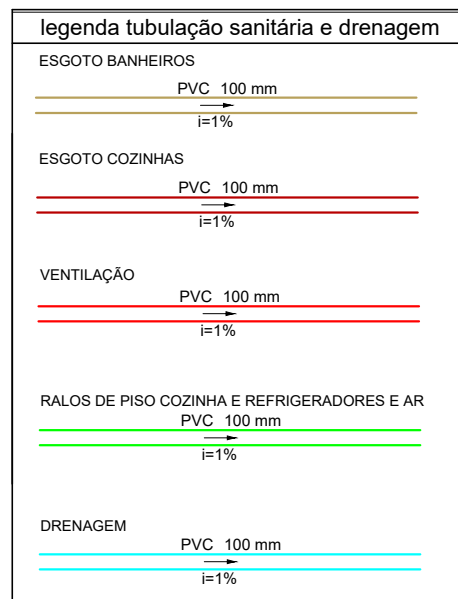 legenda tubulação sanitária e drenagem
ESGOTO BANHEIROS
PVC 100 mm
i=1%
ESGOTO COZINHAS
PVC 100 mm
i=1%
VENTILAÇÃO
PVC 100 mm
i=1%
RALOS DE PISO COZINHA E REFRIGERADORES E AR
PVC 100 mm
i=1%
DRENAGEM
PVC 100 mm
i=1%